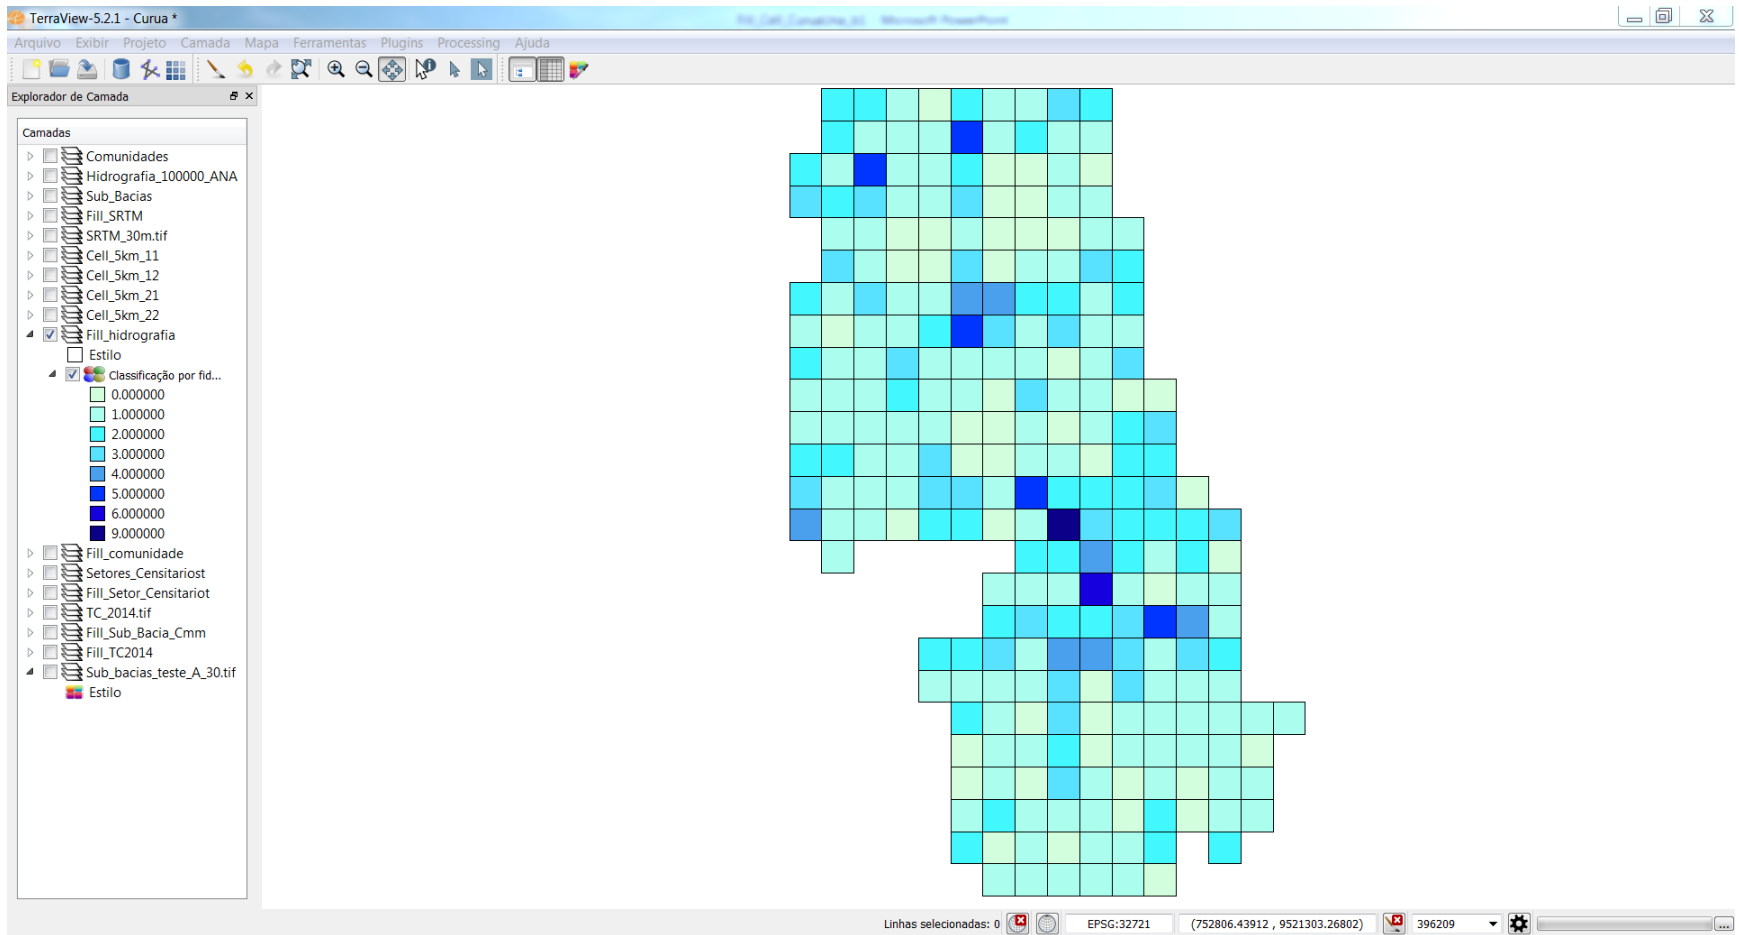 TerraView-5.2.1 - Curua *
Fill_Cell_CuruaUna_b1 Microsoft PowerPoint
Arquivo Exibir Projeto Camada Mapa Ferramentas Plugins Processing Ajuda
Explorador de Camada
Camadas
Comunidades
Hidrografia_100000_ANA
Sub_Bacias
Fill_SRTM
SRTM_30m.tif
Cell_5km_11
Cell_5km_12
Cell_5km_21
Cell_5km_22
Fill_hidrografia
Estilo
Classificação por fid...
0.000000
1.000000
2.000000
3.000000
4.000000
5.000000
6.000000
9.000000
Fill_comunidade
Setores_Censitariost
Fill_Setor_Censitariot
TC_2014.tif
Fill_Sub_Bacia_Cmm
Fill_TC2014
Sub_bacias_teste_A_30.tif
Estilo
Linhas selecionadas: 0 EPSG:32721 (752806.43912 , 9521303.26802) 396209 ...